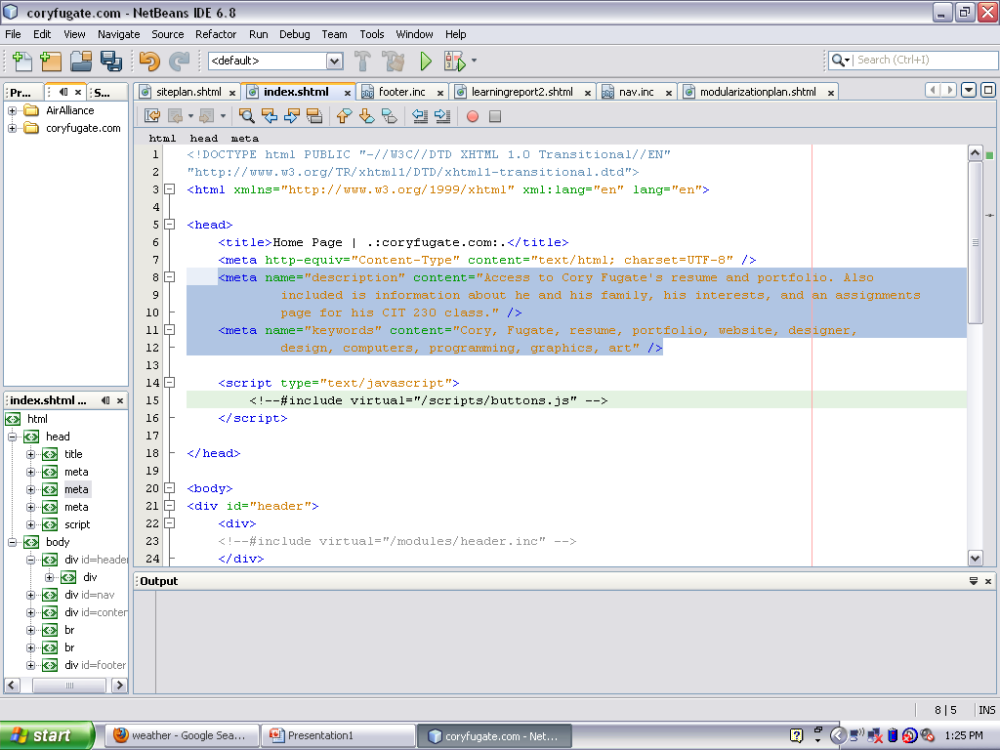 coryfugate.com - NetBeans IDE 6.8
File Edit View Navigate Source Refactor Run Debug Team Tools Window Help
<default>
Search (Ctrl+I)
Pr... S...
siteplan.shtml index.shtml footer.inc learningreport2.shtml nav.inc modularizationplan.shtml
AirAlliance
coryfugate.com
html head meta
1 <!DOCTYPE html PUBLIC "-//W3C//DTD XHTML 1.0 Transitional//EN"
2 "http://www.w3.org/TR/xhtml1/DTD/xhtml1-transitional.dtd">
3 <html xmlns="http://www.w3.org/1999/xhtml" xml:lang="en" lang="en">
4
5 <head>
6 <title>Home Page | .:coryfugate.com:.</title>
7 <meta http-equiv="Content-Type" content="text/html; charset=UTF-8" />
8 <meta name="description" content="Access to Cory Fugate's resume and portfolio. Also
9 included is information about he and his family, his interests, and an assignments
10 page for his CIT 230 class." />
11 <meta name="keywords" content="Cory, Fugate, resume, portfolio, website, designer,
12 design, computers, programming, graphics, art" />
13
14 <script type="text/javascript">
15 <!--#include virtual="/scripts/buttons.js" -->
16 </script>
17
18 </head>
19
20 <body>
21 <div id="header">
22 <div>
23 <!--#include virtual="/modules/header.inc" -->
24 </div>
index.shtml ...
html
head
title
meta
meta
meta
script
body
div id=header
div
div id=nav
div id=conter
br
br
div id=footer
Output
8|5 INS
start
weather - Google Sea...
Presentation1
coryfugate.com - Net...
1:25 PM